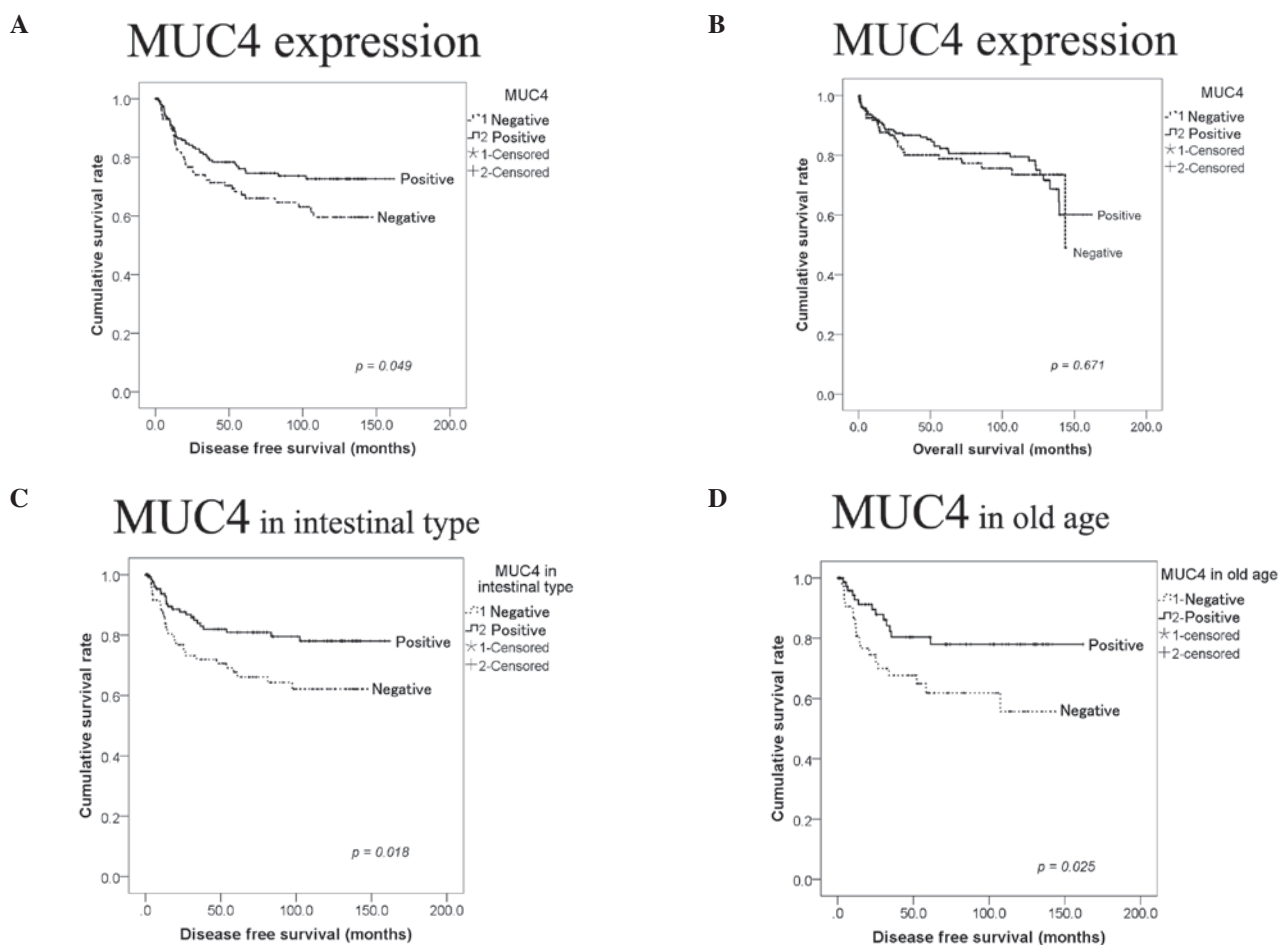 A
MUC4 expression
MUC4
1 Negative
2 Positive
1-Censored
2-Censored
Cumulative survival rate
1.0
0.8
0.6
0.4
0.2
0.0
Positive
Negative
p = 0.049
0.0 50.0 100.0 150.0 200.0
Disease free survival (months)
B
MUC4 expression
MUC4
1 Negative
2 Positive
1-Censored
2-Censored
Cumulative survival rate
1.0
0.8
0.6
0.4
0.2
0.0
Positive
Negative
p = 0.671
0.0 50.0 100.0 150.0 200.0
Overall survival (months)
C
MUC4 in intestinal type
MUC4 in
intestinal type
1 Negative
2 Positive
1-Censored
2-Censored
Cumulative survival rate
1.0
0.8
0.6
0.4
0.2
0.0
Positive
Negative
p = 0.018
.0 50.0 100.0 150.0 200.0
Disease free survival (months)
D
MUC4 in old age
MUC4 in old age
1-Negative
2-Positive
1-censored
2-censored
Cumulative survival rate
1.0
0.8
0.6
0.4
0.2
0.0
Positive
Negative
p = 0.025
.0 50.0 100.0 150.0 200.0
Disease free survival (months)